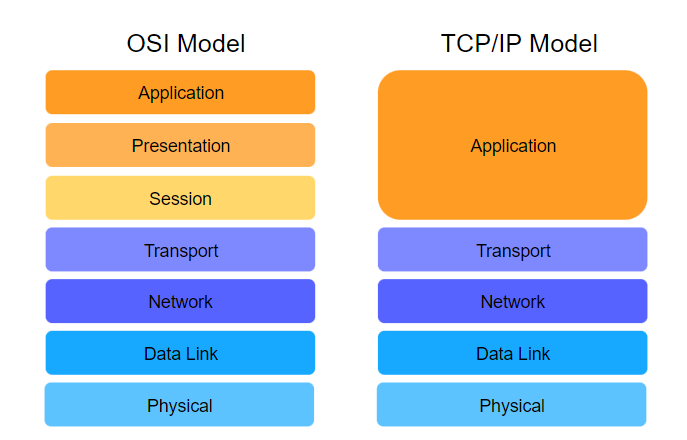 OSI Model
Application
Presentation
Session
Transport
Network
Data Link
Physical
TCP/IP Model
Application
Transport
Network
Data Link
Physical